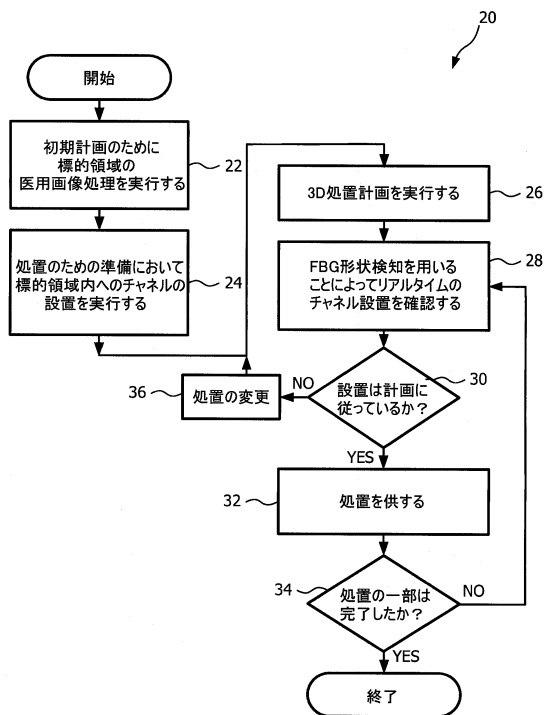 20
開始
初期計画のために
標的領域の
医用画像処理を実行する
22
処置のための準備において
標的領域内へのチャネルの
設置を実行する
24
3D処置計画を実行する
26
FBG形状検知を用いる
ことによってリアルタイムの
チャネル設置を確認する
28
設置は計画に
従っているか?
30
NO
処置の変更
36
YES
処置を供する
32
処置の一部は
完了したか?
34
NO
YES
終了